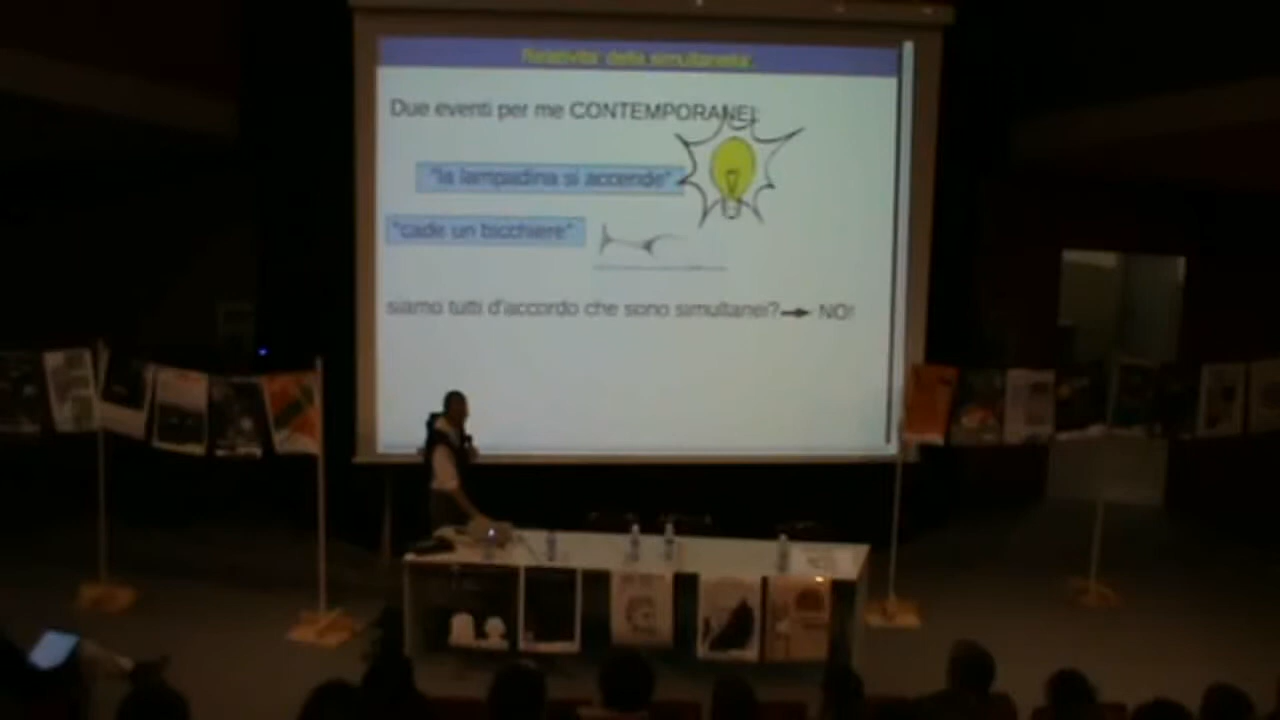 Relatività della simultaneità:
Due eventi per me CONTEMPORANEI:
"la lampadina si accende"
"cade un bicchiere"
siamo tutti d'accordo che sono simultanei? NO!